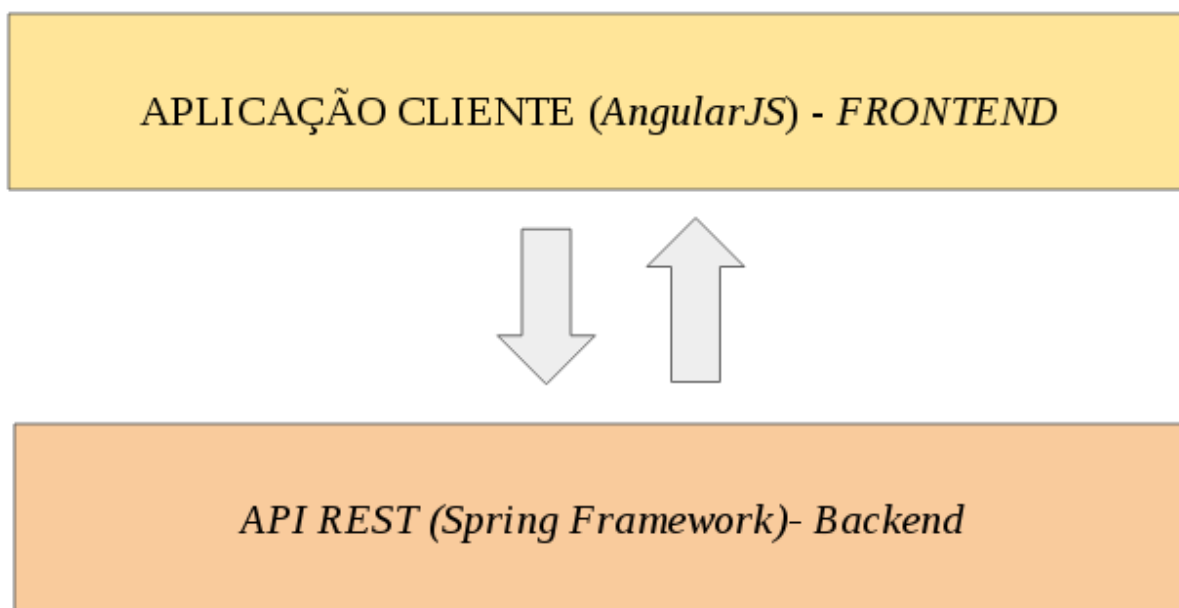 APLICAÇÃO CLIENTE (AngularJS) - FRONTEND
API REST (Spring Framework)- Backend